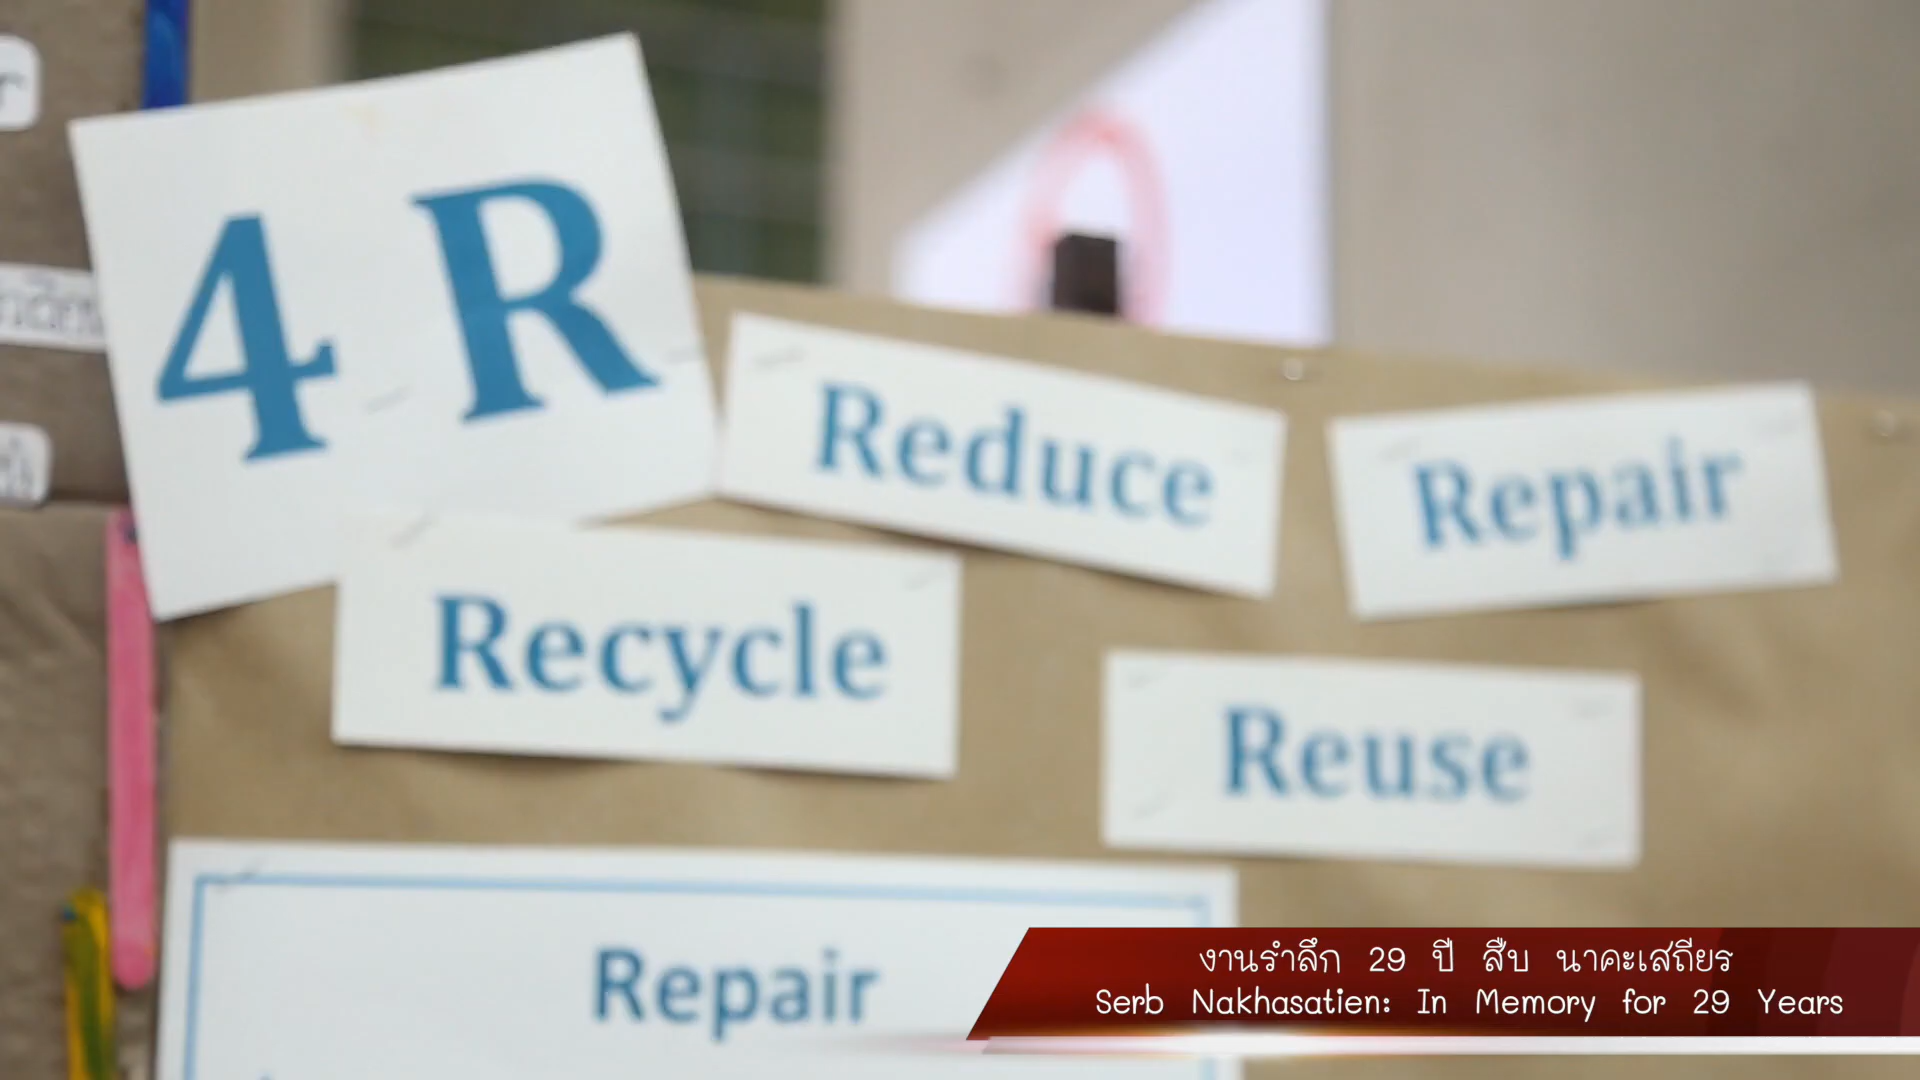 4 R
Reduce
Repair
Recycle
Reuse
Repair
งานรำลึก 29 ปี สืบ นาคะเสถียร
Serb Nakhasatien: In Memory for 29 Years